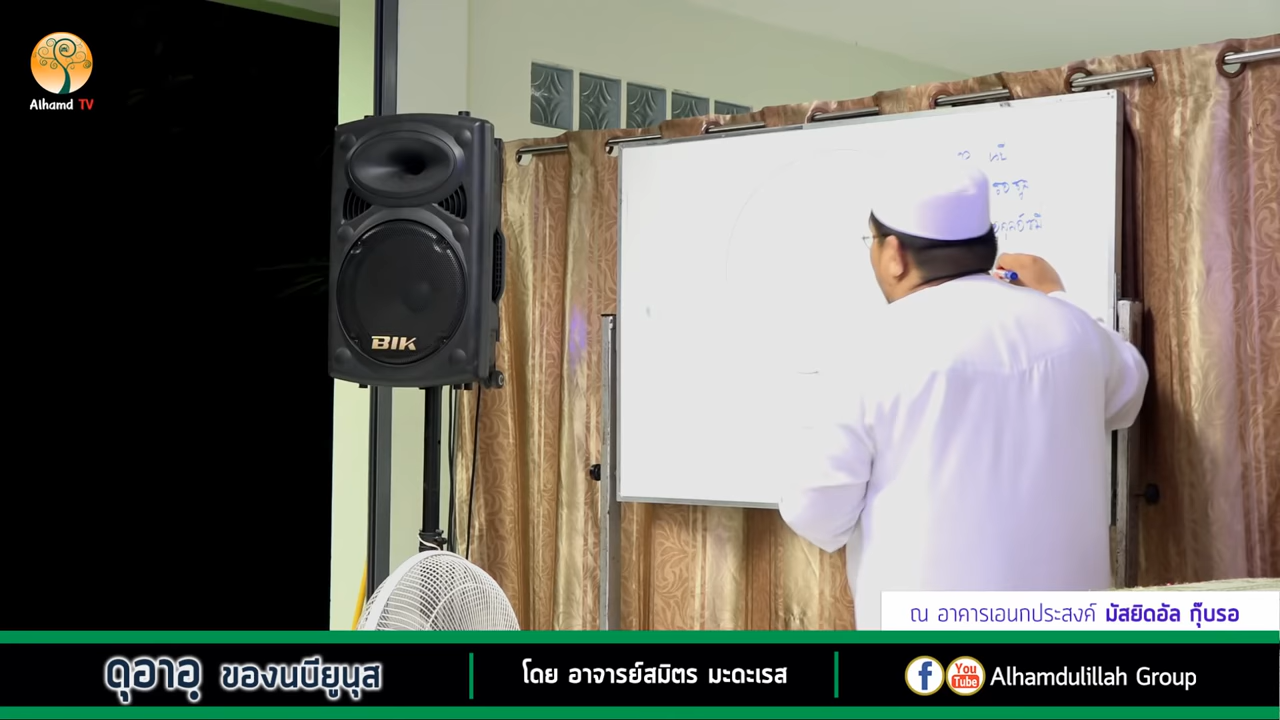 Alhamd TV
BIK
ณ อาคารเอนกประสงค์ มัสยิดอัล กุ๊บรอ
ดุอาอฺ ของนบียูนุส
โดย อาจารย์สมิตร มะดะเรส
f You Tube Alhamdulillah Group